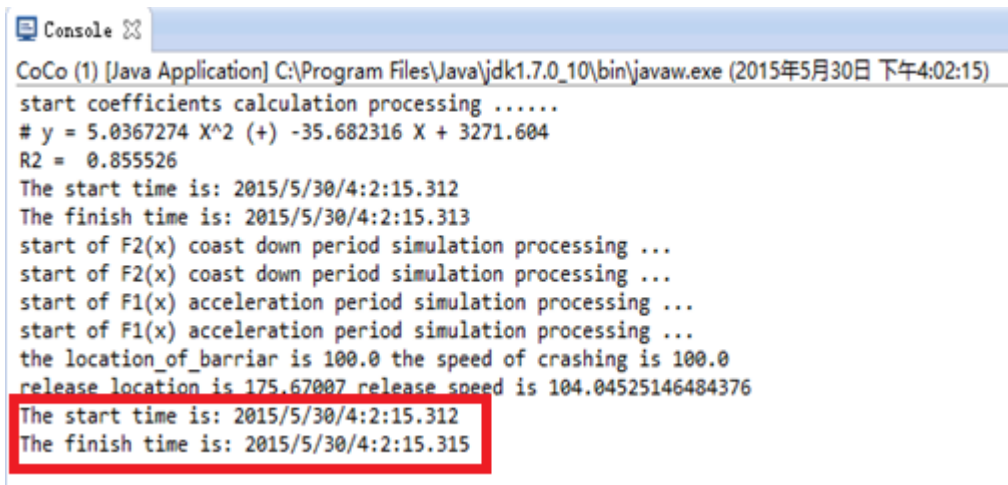 Console
CoCo (1) [Java Application] C:\Program Files\Java\jdk1.7.0_10\bin\javaw.exe (2015年5月30日 下午4:02:15)
start coefficients calculation processing ......
# y = 5.0367274 X^2 (+) -35.682316 X + 3271.604
R2 =  0.855526
The start time is: 2015/5/30/4:2:15.312
The finish time is: 2015/5/30/4:2:15.313
start of F2(x) coast down period simulation processing ...
start of F2(x) coast down period simulation processing ...
start of F1(x) acceleration period simulation processing ...
start of F1(x) acceleration period simulation processing ...
the location_of_barriar is 100.0 the speed of crashing is 100.0
release location is 175.67007 release speed is 104.04525146484376
The start time is: 2015/5/30/4:2:15.312
The finish time is: 2015/5/30/4:2:15.315